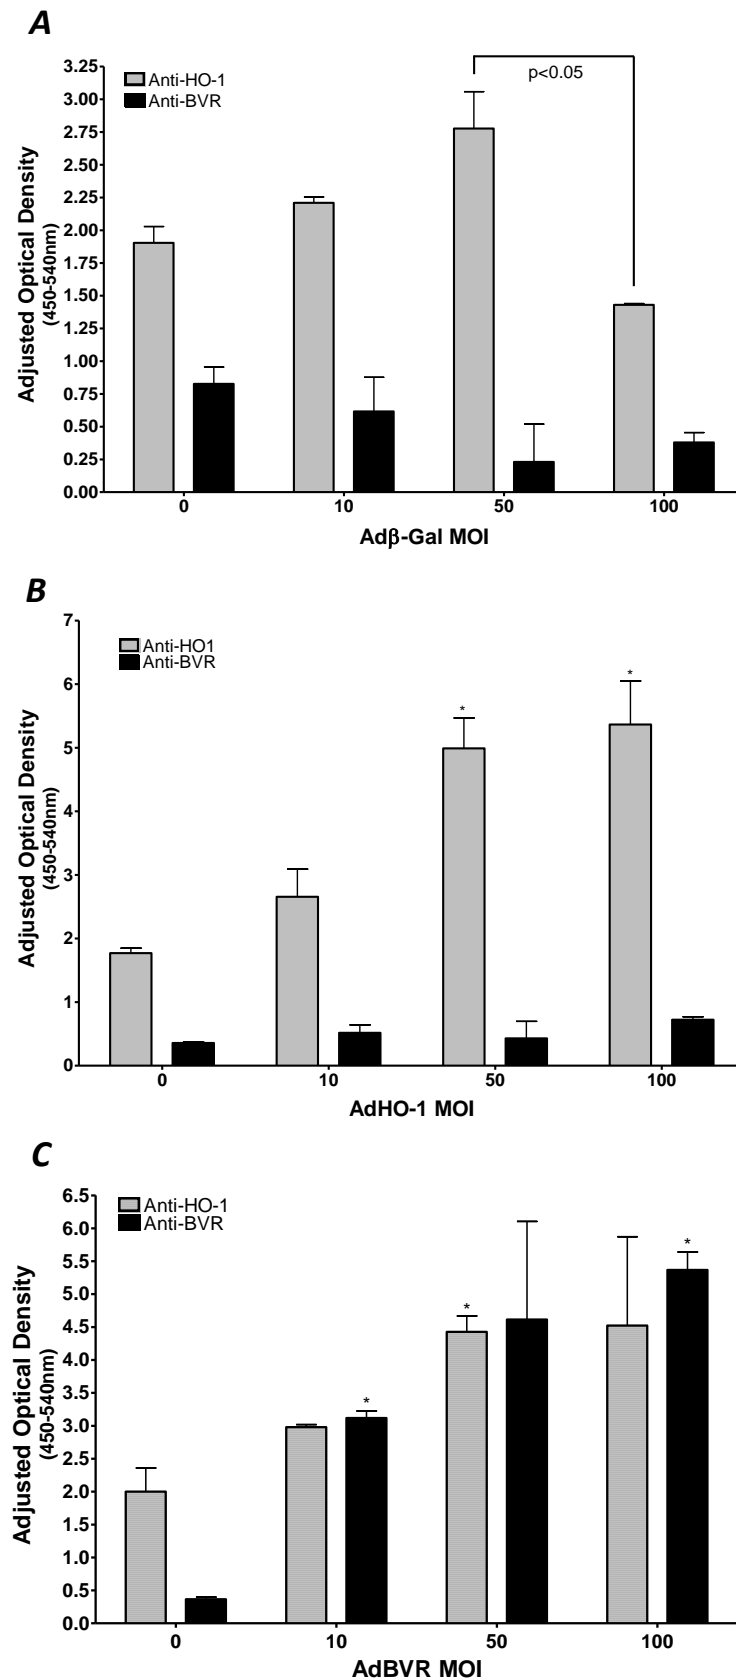 A
Anti-HO-1
Anti-BVR
p<0.05
3.25
3.00
2.75
2.50
2.25
2.00
1.75
1.50
1.25
1.00
0.75
0.50
0.25
0.00
Adjusted Optical Density
(450-540nm)
0 10 50 100
Adβ-Gal MOI
B
Anti-HO1
Anti-BVR
7
6
5
4
3
2
1
0
* *
Adjusted Optical Density
(450-540nm)
0 10 50 100
AdHO-1 MOI
C
Anti-HO-1
Anti-BVR
6.5
6.0
5.5
5.0
4.5
4.0
3.5
3.0
2.5
2.0
1.5
1.0
0.5
0.0
* * *
Adjusted Optical Density
(450-540nm)
0 10 50 100
AdBVR MOI